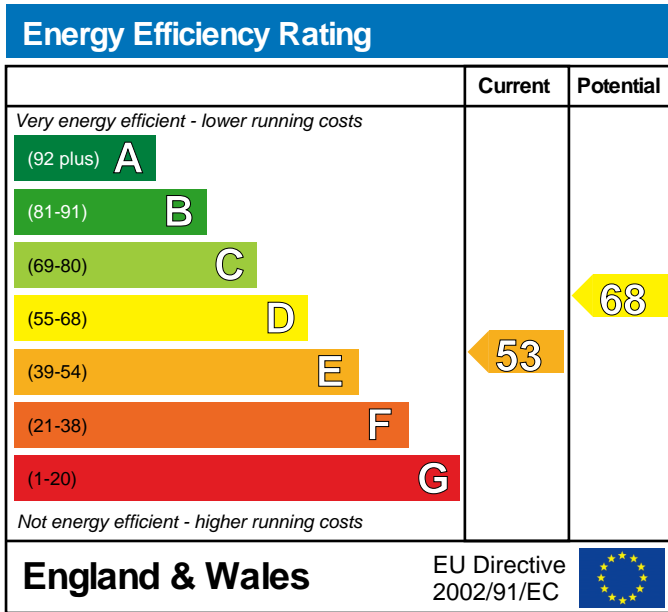 Energy Efficiency Rating
Current Potential
Very energy efficient - lower running costs
(92 plus) A
(81-91) B
(69-80) C
(55-68) D
68
(39-54) E
53
(21-38) F
(1-20) G
Not energy efficient - higher running costs
England & Wales
EU Directive
2002/91/EC